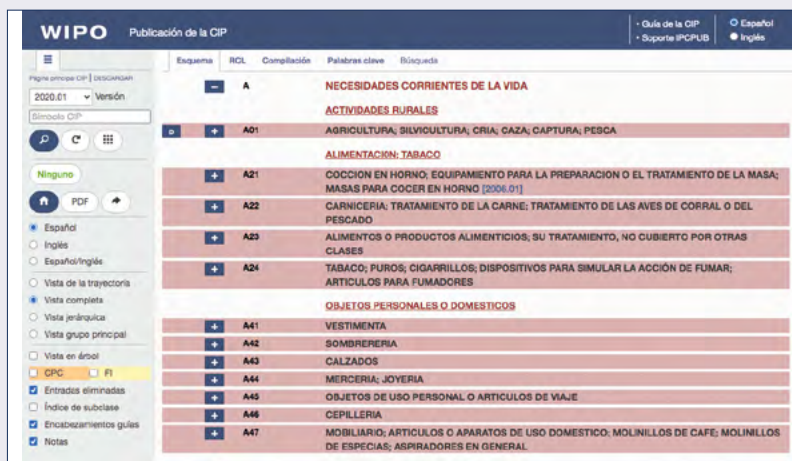 WIPO Publicación de la CIP
• Guía de la CIP
• Soporte IPCPUB
Español
Inglés
Página principal CIP | DESCARGAR
2020.01 Versión
Símbolo CIP
Ninguno
PDF
Español
Inglés
Español/Inglés
Vista de la trayectoria
Vista completa
Vista jerárquica
Vista grupo principal
Vista en árbol
CPC FI
Entradas eliminadas
Índice de subclase
Encabezamientos guías
Notas
Esquema RCL Compilación Palabras clave Búsqueda
− A NECESIDADES CORRIENTES DE LA VIDA
ACTIVIDADES RURALES
D + A01 AGRICULTURA; SILVICULTURA; CRIA; CAZA; CAPTURA; PESCA
ALIMENTACION; TABACO
+ A21 COCCION EN HORNO; EQUIPAMIENTO PARA LA PREPARACION O EL TRATAMIENTO DE LA MASA;
MASAS PARA COCER EN HORNO [2006.01]
+ A22 CARNICERIA; TRATAMIENTO DE LA CARNE; TRATAMIENTO DE LAS AVES DE CORRAL O DEL
PESCADO
+ A23 ALIMENTOS O PRODUCTOS ALIMENTICIOS; SU TRATAMIENTO, NO CUBIERTO POR OTRAS
CLASES
+ A24 TABACO; PUROS; CIGARRILLOS; DISPOSITIVOS PARA SIMULAR LA ACCIÓN DE FUMAR;
ARTICULOS PARA FUMADORES
OBJETOS PERSONALES O DOMESTICOS
+ A41 VESTIMENTA
+ A42 SOMBRERERIA
+ A43 CALZADOS
+ A44 MERCERIA; JOYERIA
+ A45 OBJETOS DE USO PERSONAL O ARTICULOS DE VIAJE
+ A46 CEPILLERIA
+ A47 MOBILIARIO; ARTICULOS O APARATOS DE USO DOMESTICO; MOLINILLOS DE CAFE; MOLINILLOS
DE ESPECIAS; ASPIRADORES EN GENERAL